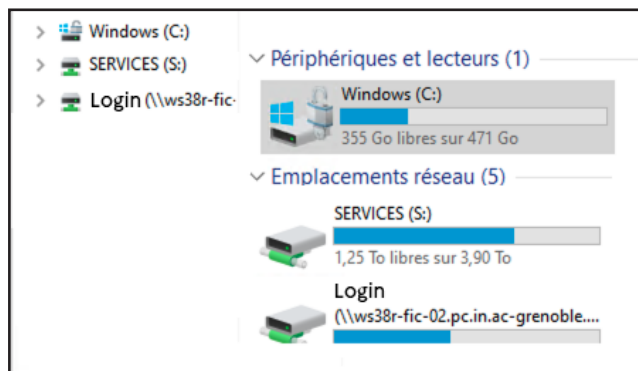 Windows (C:)
SERVICES (S:)
Login (\\ws38r-fic-
Périphériques et lecteurs (1)
Windows (C:)
355 Go libres sur 471 Go
Emplacements réseau (5)
SERVICES (S:)
1,25 To libres sur 3,90 To
Login
(\\ws38r-fic-02.pc.in.ac-grenoble....